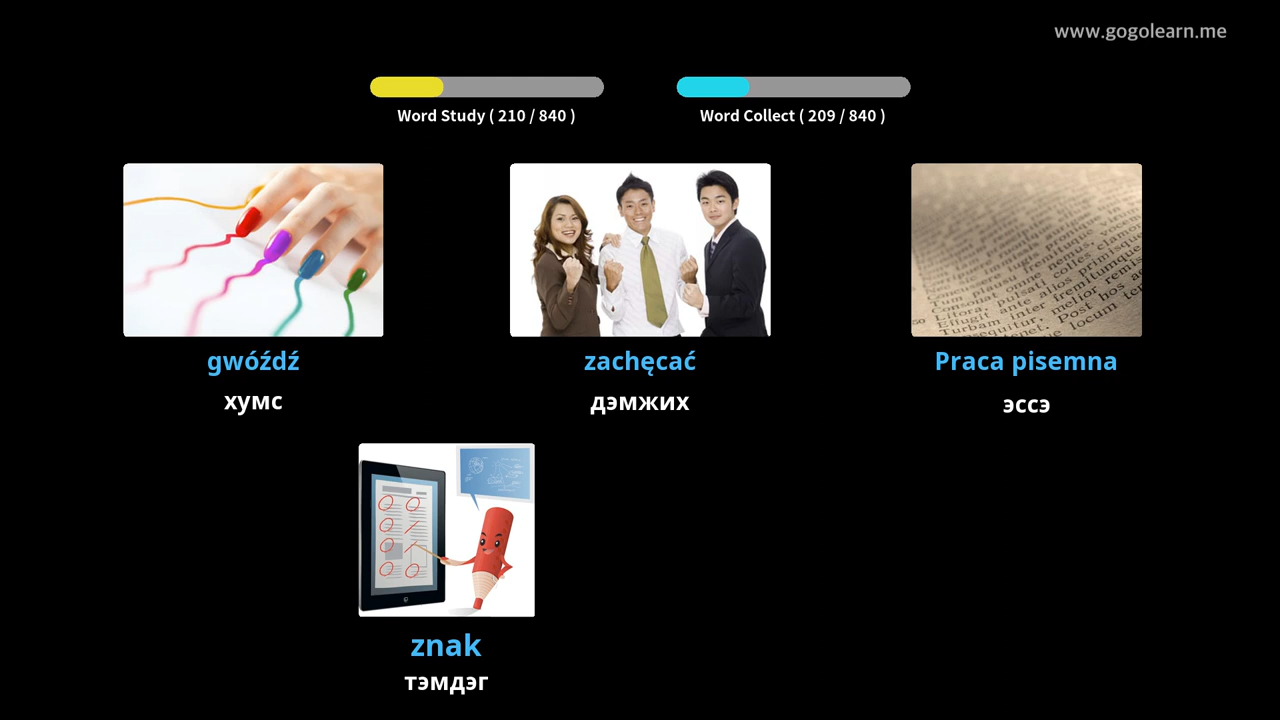 www.gogolearn.me
Word Study ( 210 / 840 )
Word Collect ( 209 / 840 )
gwóźdź
хумс
zachęcać
дэмжих
Praca pisemna
эссэ
znak
тэмдэг